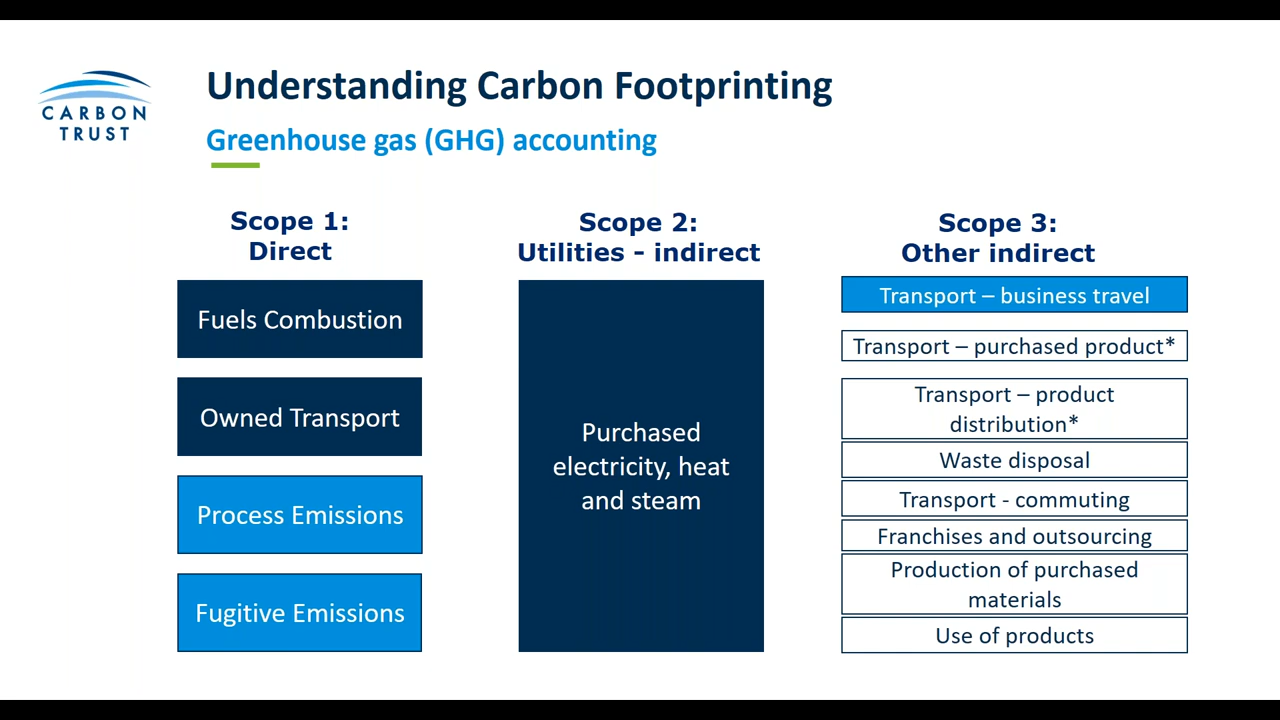 CARBON
TRUST
Understanding Carbon Footprinting
Greenhouse gas (GHG) accounting
Scope 1:
Direct
Fuels Combustion
Owned Transport
Process Emissions
Fugitive Emissions
Scope 2:
Utilities - indirect
Purchased
electricity, heat
and steam
Scope 3:
Other indirect
Transport – business travel
Transport – purchased product*
Transport – product
distribution*
Waste disposal
Transport - commuting
Franchises and outsourcing
Production of purchased
materials
Use of products